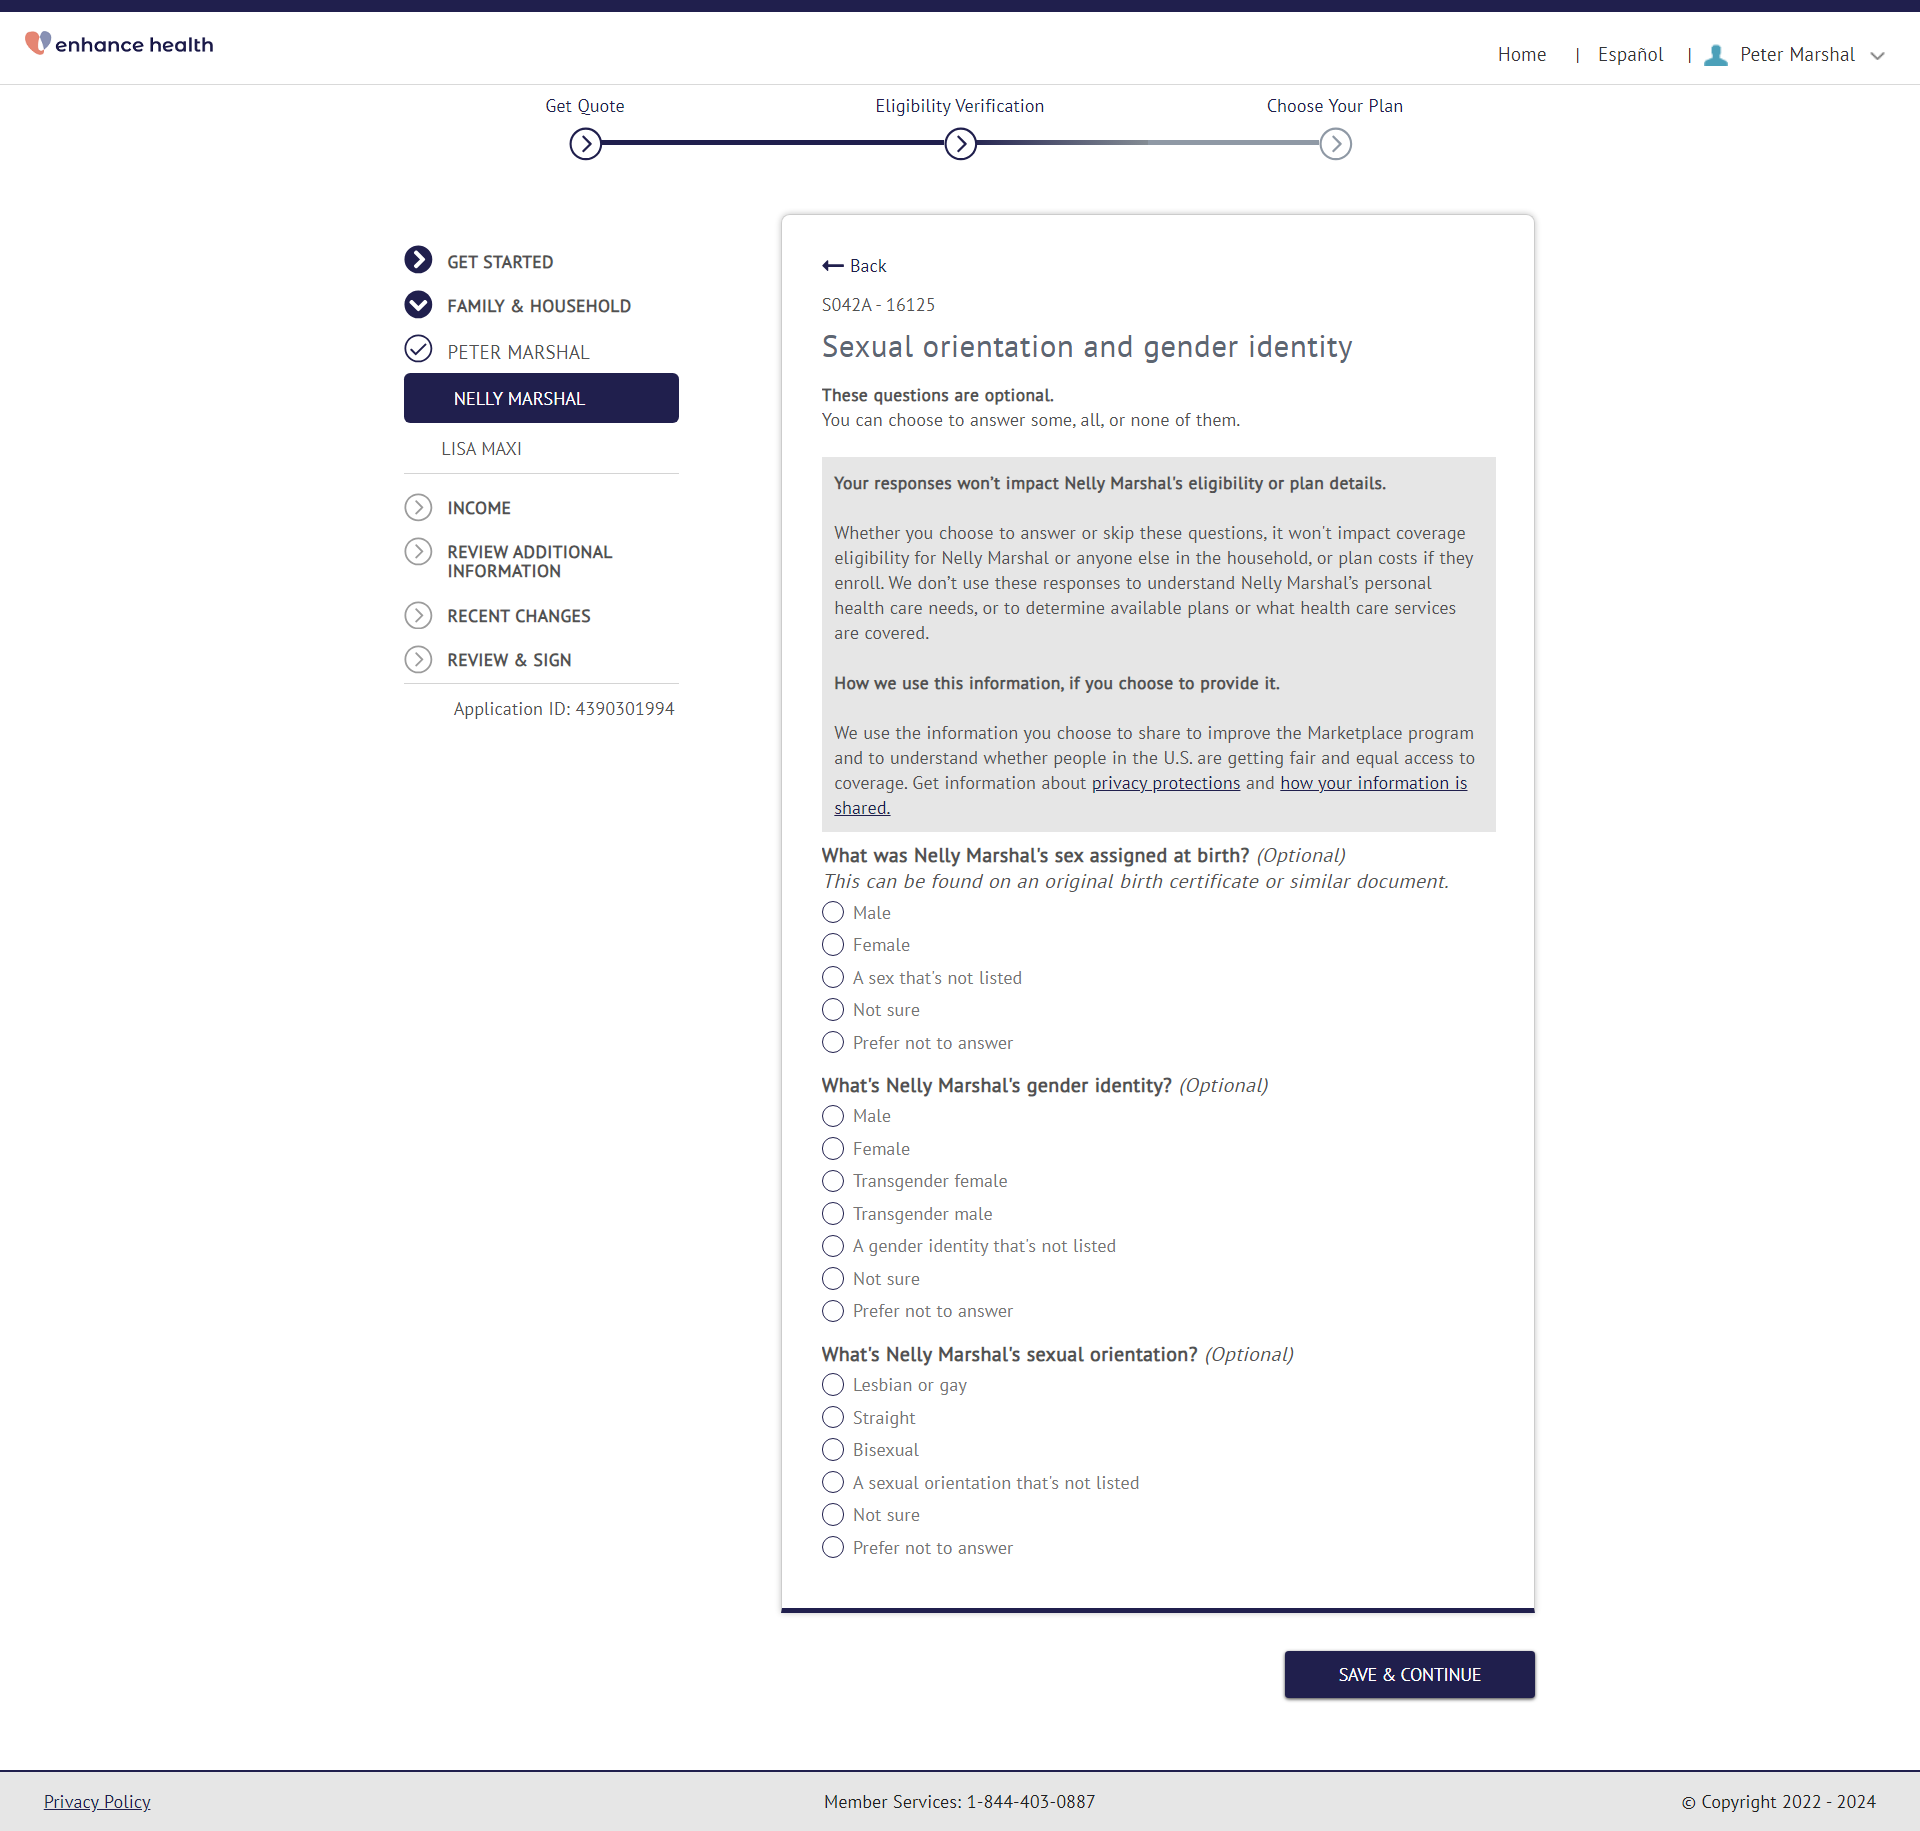 enhance health
Home | Español | Peter Marshal
Get Quote
Eligibility Verification
Choose Your Plan
GET STARTED
FAMILY & HOUSEHOLD
PETER MARSHAL
NELLY MARSHAL
LISA MAXI
INCOME
REVIEW ADDITIONAL
INFORMATION
RECENT CHANGES
REVIEW & SIGN
Application ID: 4390301994
Back
S042A - 16125
Sexual orientation and gender identity
These questions are optional.
You can choose to answer some, all, or none of them.
Your responses won’t impact Nelly Marshal's eligibility or plan details.
Whether you choose to answer or skip these questions, it won't impact coverage
eligibility for Nelly Marshal or anyone else in the household, or plan costs if they
enroll. We don’t use these responses to understand Nelly Marshal’s personal
health care needs, or to determine available plans or what health care services
are covered.
How we use this information, if you choose to provide it.
We use the information you choose to share to improve the Marketplace program
and to understand whether people in the U.S. are getting fair and equal access to
coverage. Get information about privacy protections and how your information is
shared.
What was Nelly Marshal's sex assigned at birth? (Optional)
This can be found on an original birth certificate or similar document.
Male
Female
A sex that's not listed
Not sure
Prefer not to answer
What's Nelly Marshal's gender identity? (Optional)
Male
Female
Transgender female
Transgender male
A gender identity that's not listed
Not sure
Prefer not to answer
What's Nelly Marshal's sexual orientation? (Optional)
Lesbian or gay
Straight
Bisexual
A sexual orientation that's not listed
Not sure
Prefer not to answer
SAVE & CONTINUE
Privacy Policy
Member Services: 1-844-403-0887
© Copyright 2022 - 2024